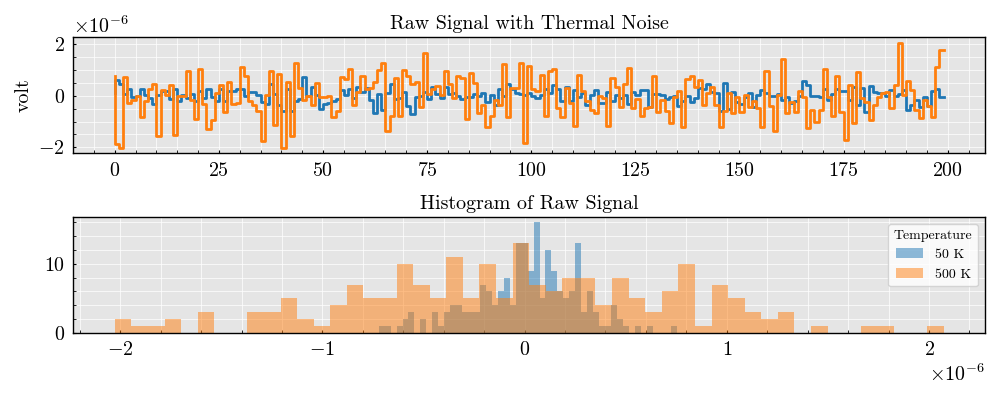 ×10⁻⁶
Raw Signal with Thermal Noise
2
0
−2
volt
0 25 50 75 100 125 150 175 200
Histogram of Raw Signal
10
0
Temperature
50 K
500 K
−2 −1 0 1 2
×10⁻⁶